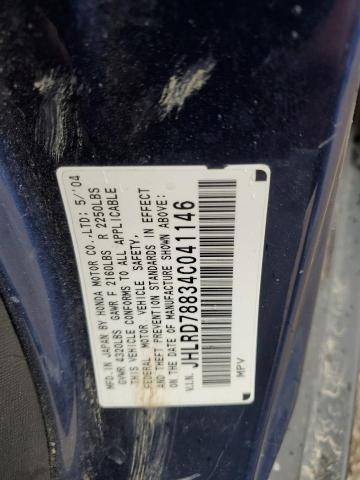 MFD.IN JAPAN BY HONDA MOTOR CO.,LTD: 5/'04
GVWR 4320LBS GAWR F 2160LBS R 2250LBS
THIS VEHICLE CONFORMS TO ALL APPLICABLE
FEDERAL MOTOR VEHICLE SAFETY,
AND THEFT PREVENTION STANDARDS IN EFFECT
ON THE DATE OF MANUFACTURE SHOWN ABOVE:
V.I.N. JHLRD78834C041146
MPV